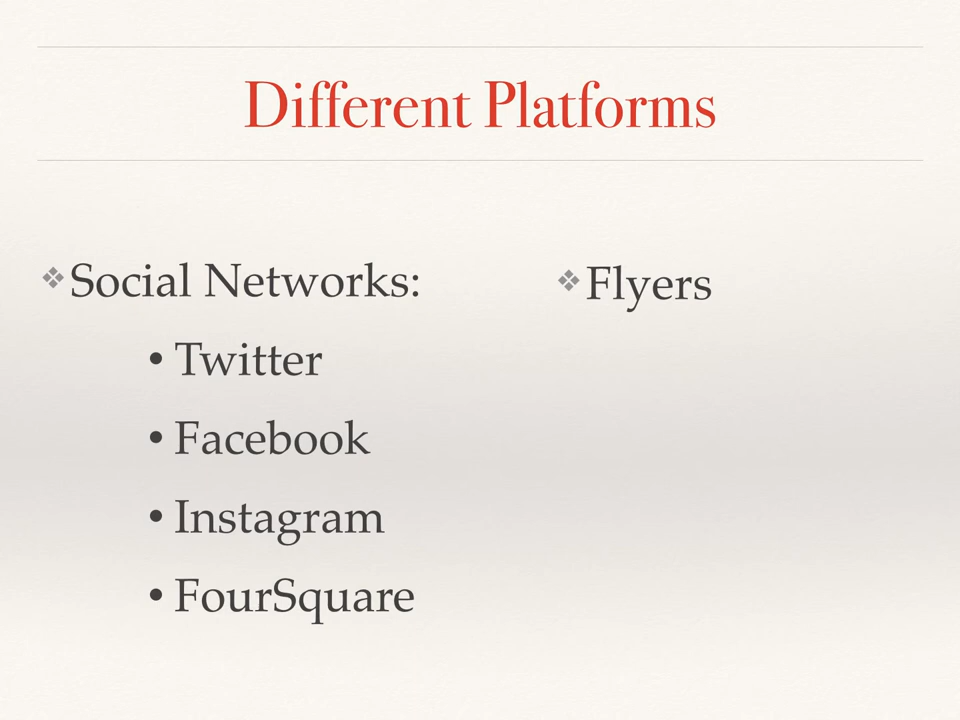 Different Platforms
❖ Social Networks:
• Twitter
• Facebook
• Instagram
• FourSquare
❖ Flyers